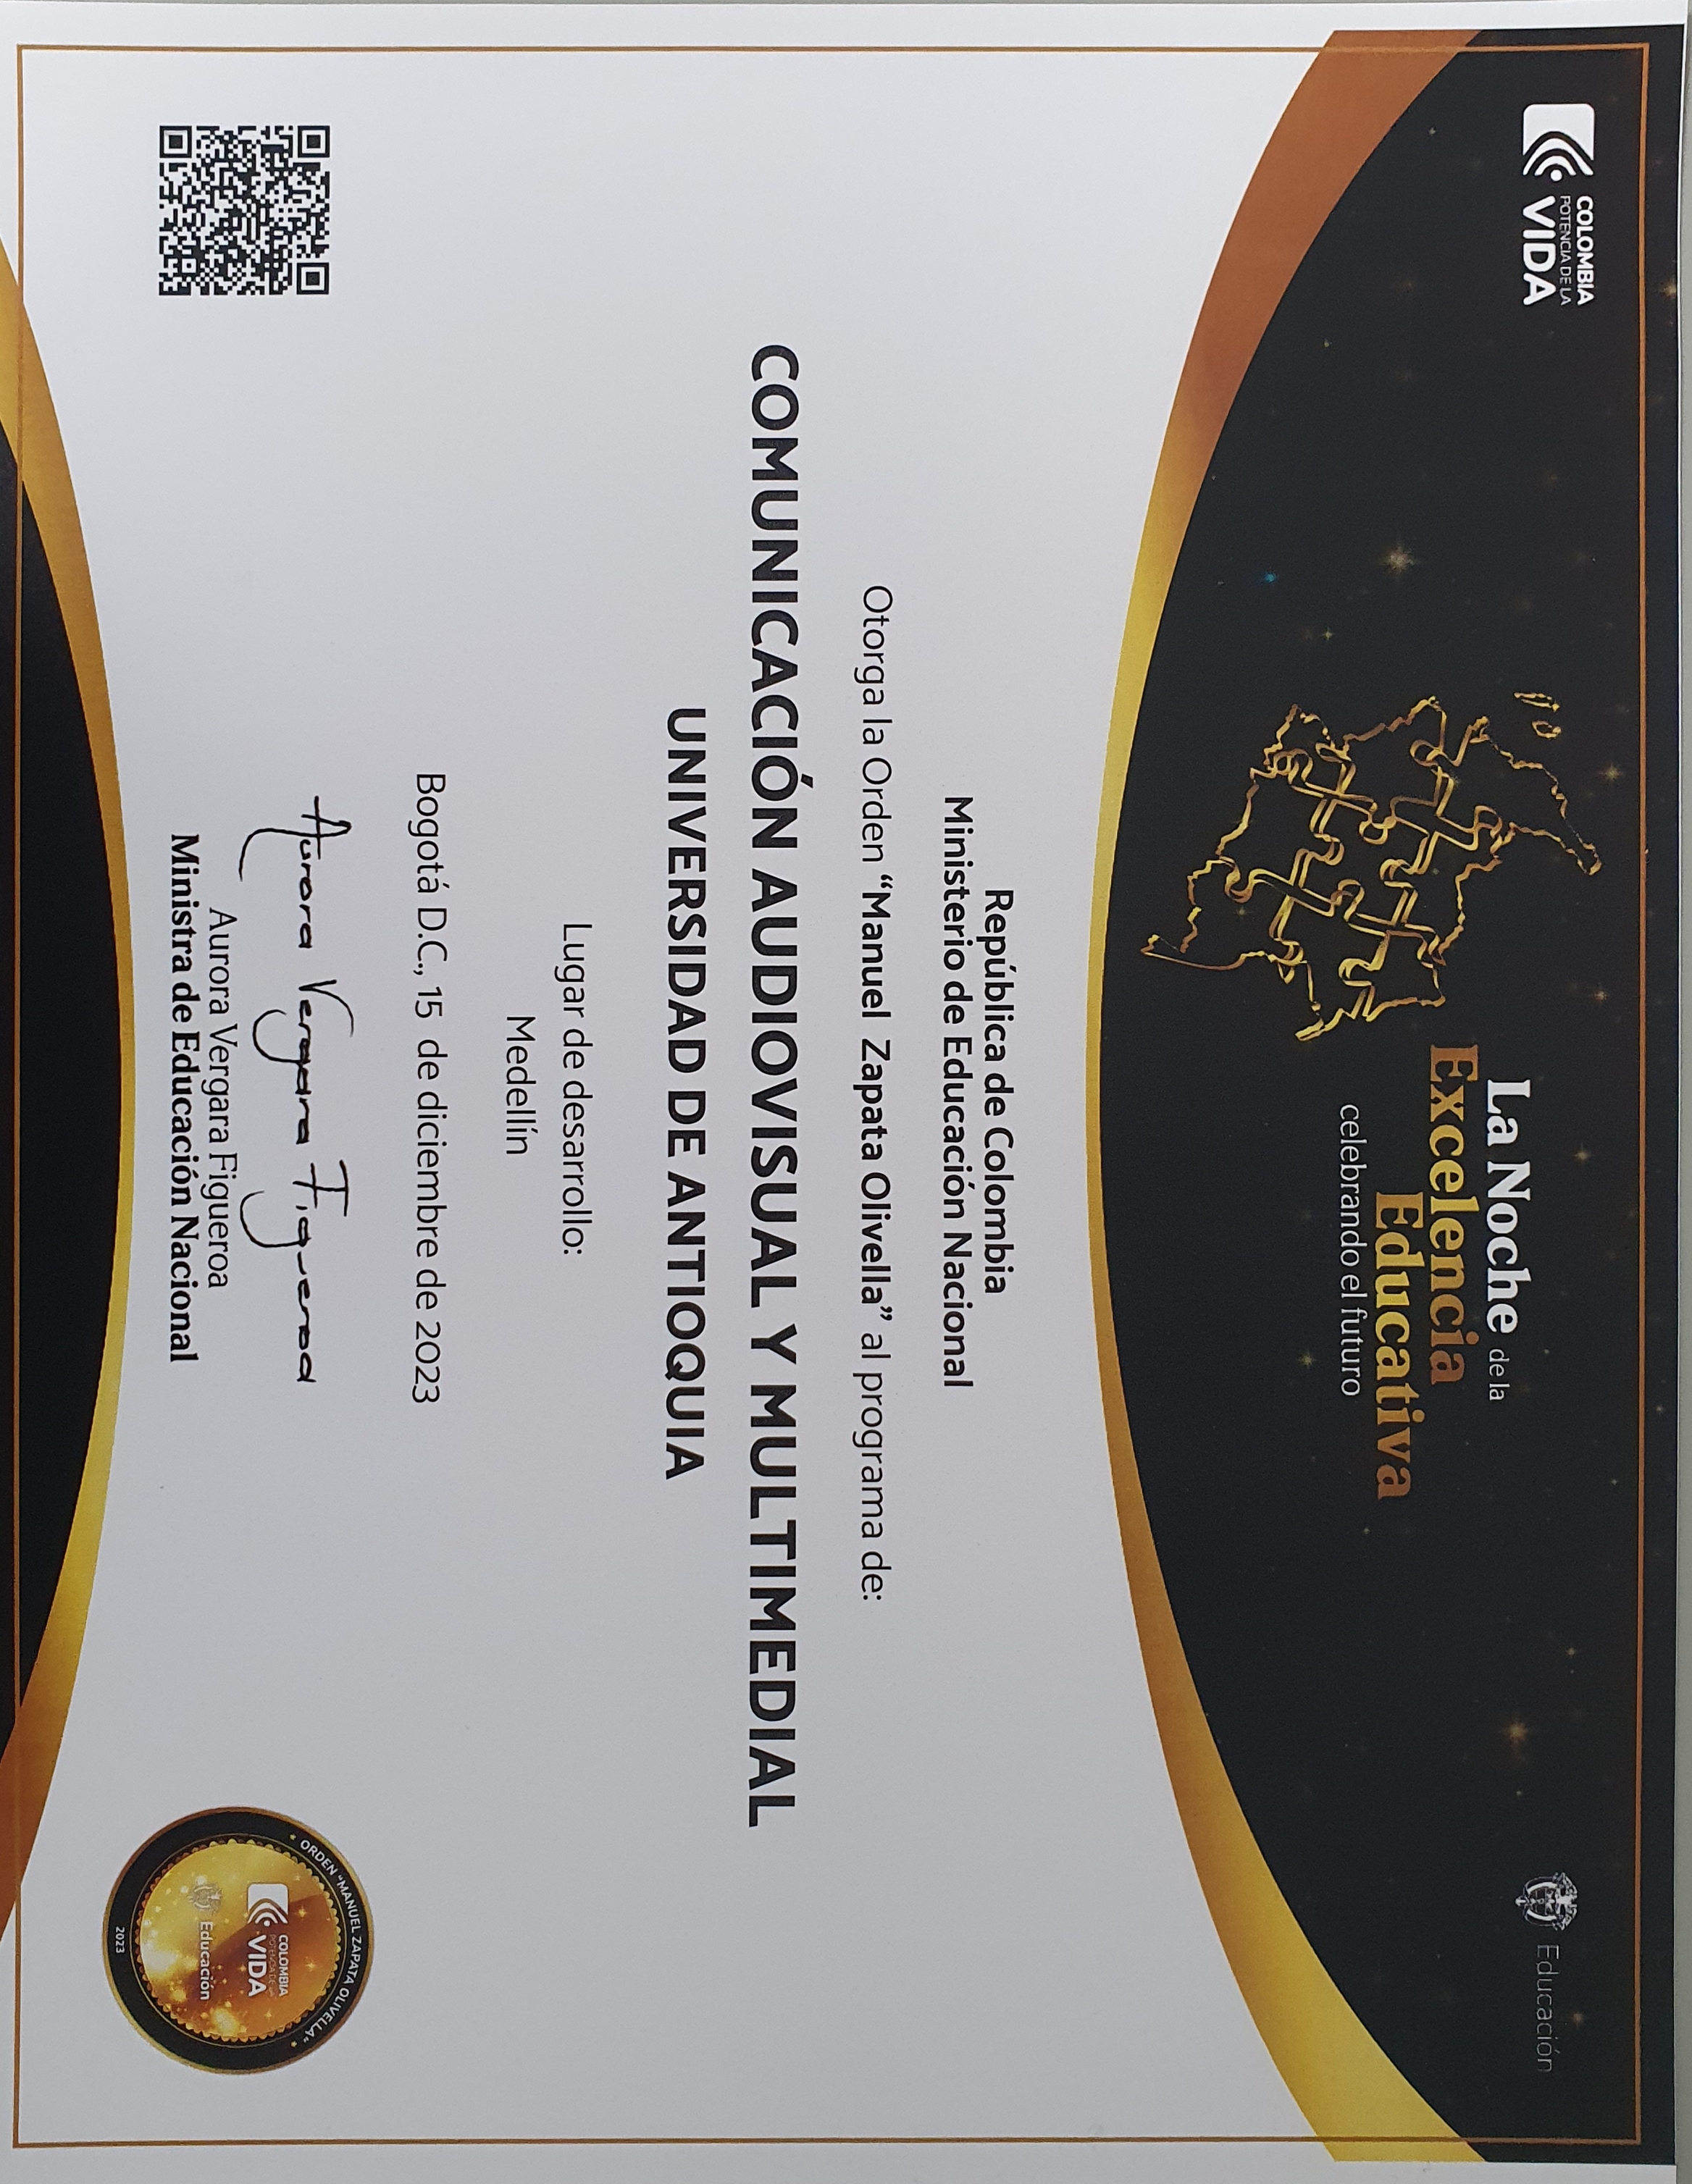 COLOMBIA
POTENCIA DE LA
VIDA
La Noche de la
Excelencia
Educativa
celebrando el futuro
Educación
República de Colombia
Ministerio de Educación Nacional
Otorga la Orden “Manuel Zapata Olivella” al programa de:
COMUNICACIÓN AUDIOVISUAL Y MULTIMEDIAL
UNIVERSIDAD DE ANTIOQUIA
Lugar de desarrollo:
Medellín
Bogotá D.C., 15 de diciembre de 2023
Aurora Vergara Figueroa
Aurora Vergara Figueroa
Ministra de Educación Nacional
ORDEN “MANUEL ZAPATA OLIVELLA”
COLOMBIA
POTENCIA DE LA
VIDA
Educación
2023